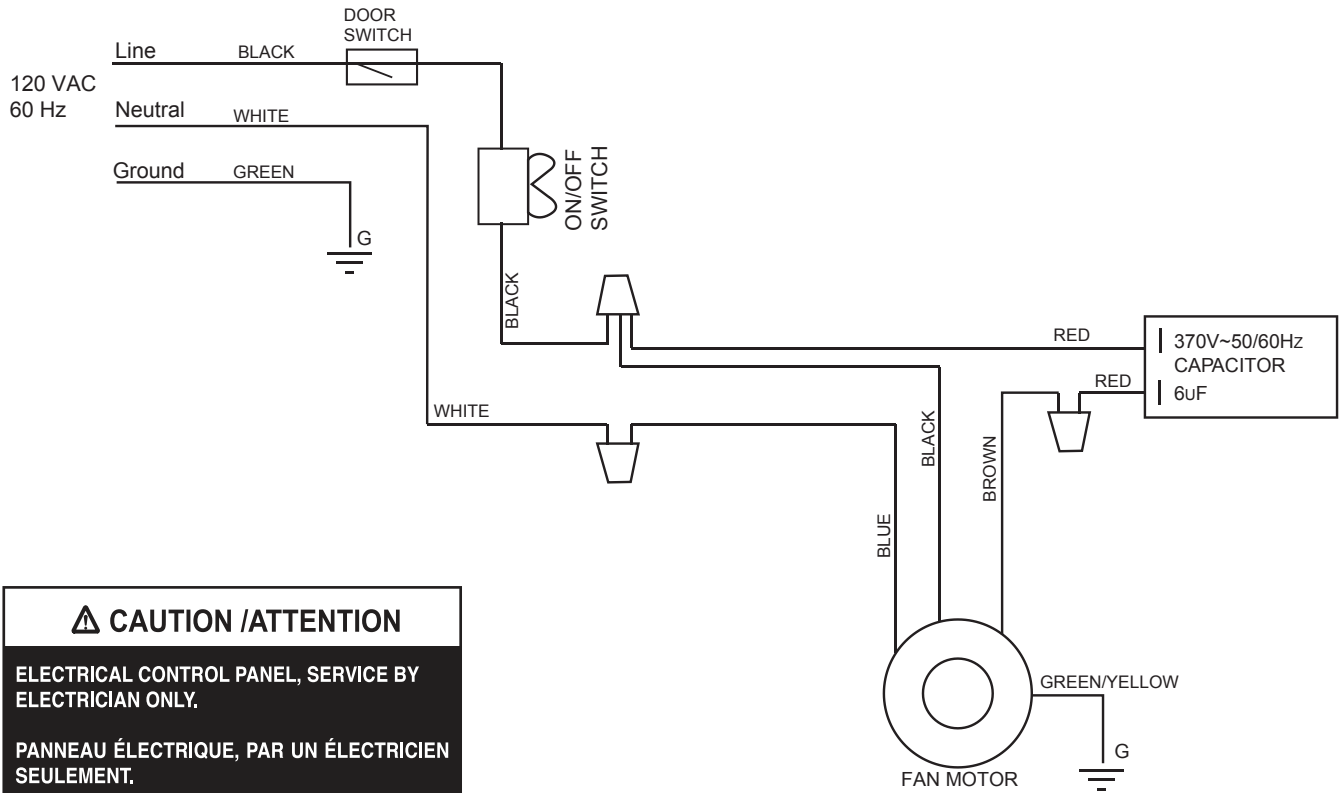 DOOR
SWITCH
Line
BLACK
120 VAC
60 Hz
Neutral
WHITE
Ground
GREEN
G
ON/OFF
SWITCH
BLACK
RED
370V~50/60Hz
CAPACITOR
RED
6uF
WHITE
BLACK
BROWN
BLUE
⚠ CAUTION /ATTENTION
ELECTRICAL CONTROL PANEL, SERVICE BY
ELECTRICIAN ONLY.
PANNEAU ÉLECTRIQUE, PAR UN ÉLECTRICIEN
SEULEMENT.
GREEN/YELLOW
G
FAN MOTOR